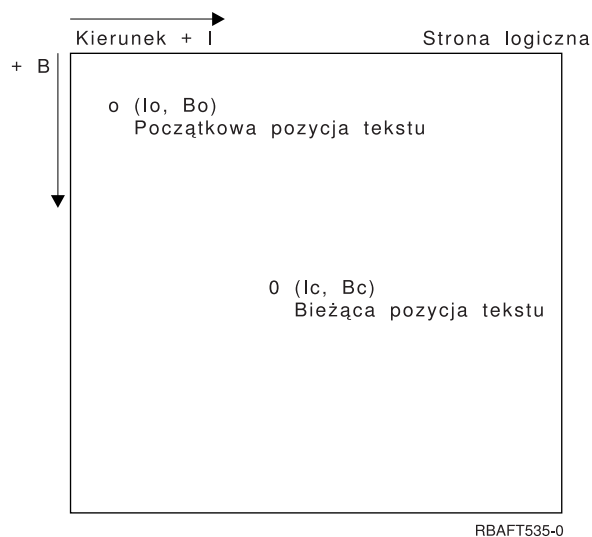 Kierunek + I
Strona logiczna
+ B
o (Io, Bo)
Początkowa pozycja tekstu
0 (Ic, Bc)
Bieżąca pozycja tekstu
RBAFT535-0